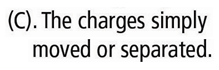 (C). The charges simply
moved or separated.